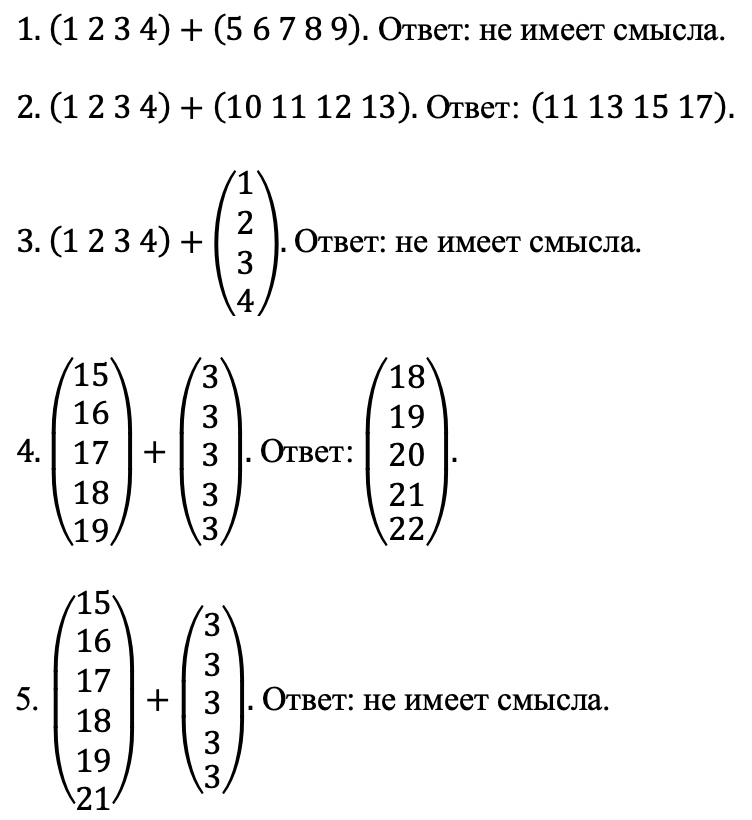 1. (1 2 3 4) + (5 6 7 8 9). Ответ: не имеет смысла.
2. (1 2 3 4) + (10 11 12 13). Ответ: (11 13 15 17).
3. (1 2 3 4) + (1
2
3
4). Ответ: не имеет смысла.
4. (15
16
17
18
19) + (3
3
3
3
3). Ответ: (18
19
20
21
22).
5. (15
16
17
18
19
21) + (3
3
3
3
3). Ответ: не имеет смысла.